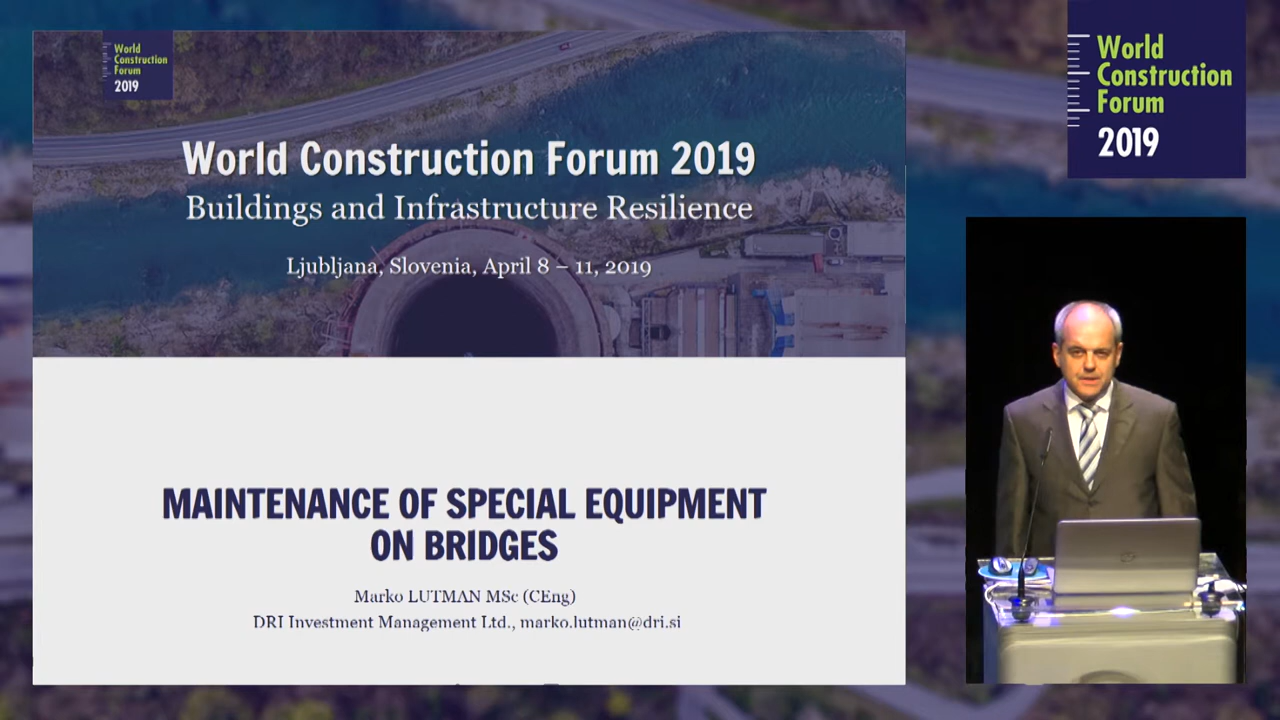 World
Construction
Forum
2019
World Construction Forum 2019
Buildings and Infrastructure Resilience
Ljubljana, Slovenia, April 8 – 11, 2019
MAINTENANCE OF SPECIAL EQUIPMENT
ON BRIDGES
Marko LUTMAN MSc (CEng)
DRI Investment Management Ltd., marko.lutman@dri.si
World
Construction
Forum
2019